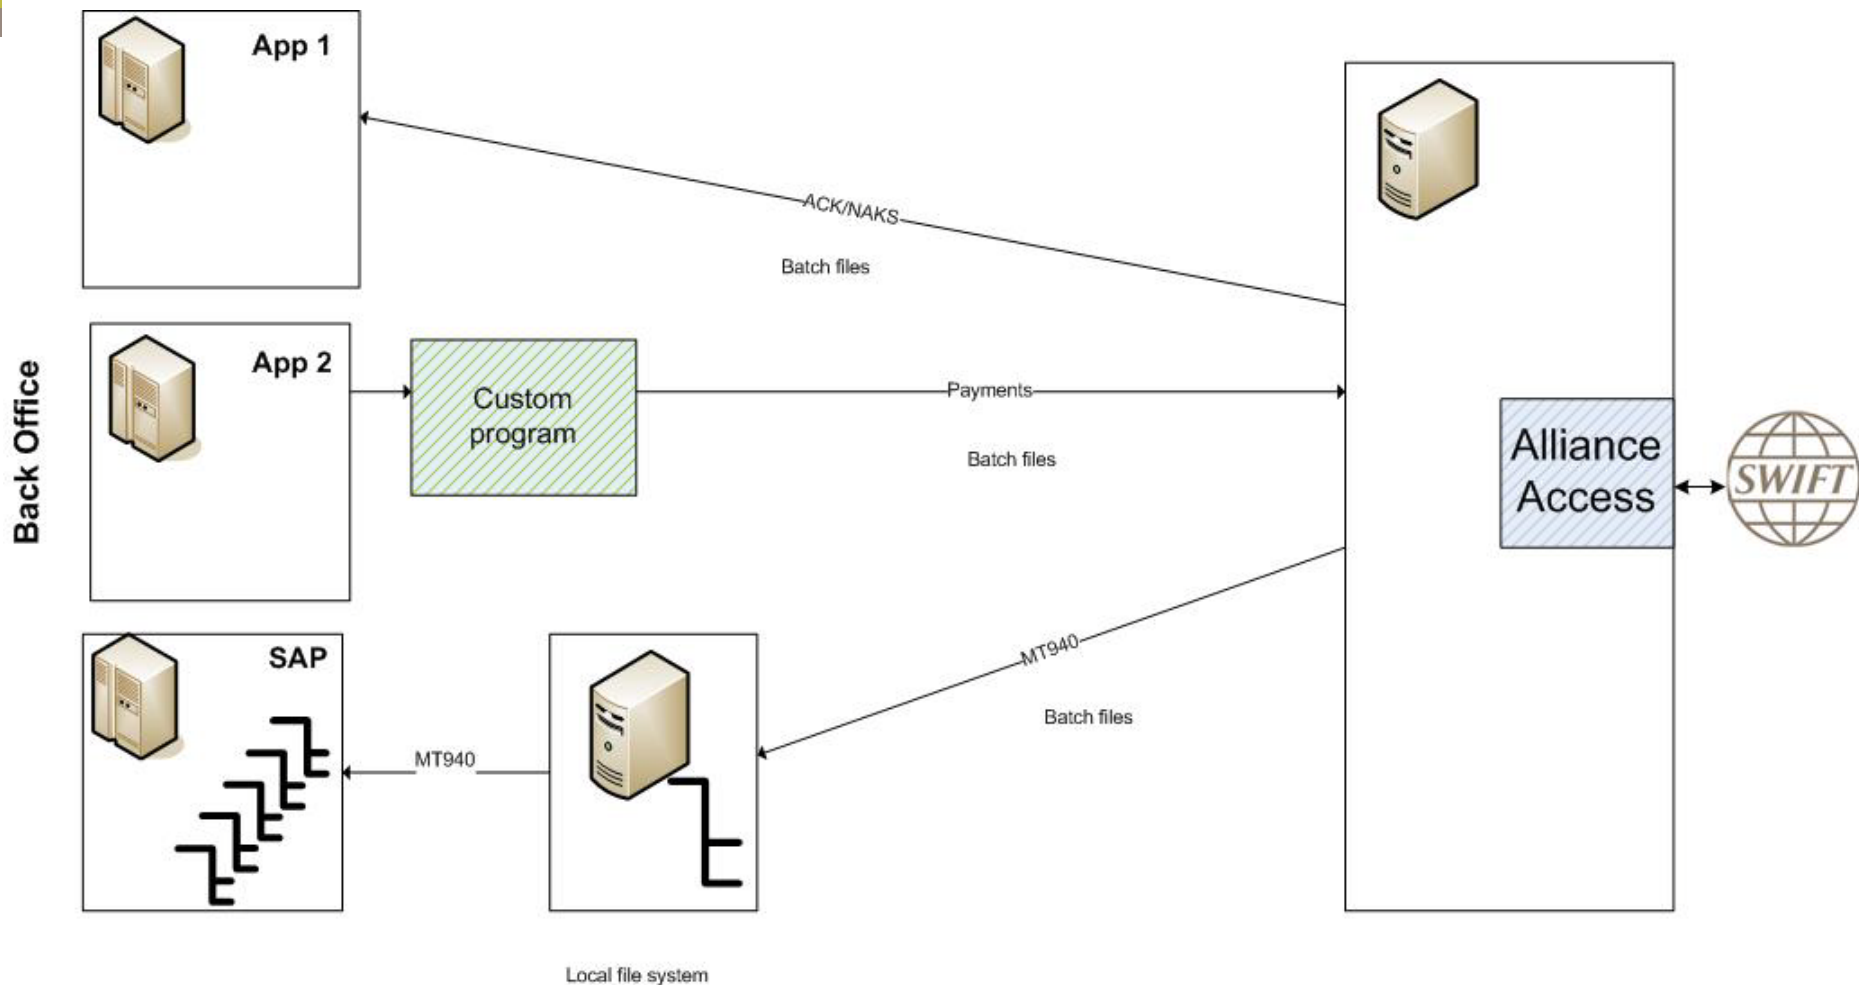 App 1
ACK/NAKS
Batch files
Back Office
App 2
Custom
program
Payments
Batch files
Alliance
Access
SWIFT
SAP
MT940
MT940
Batch files
Local file system